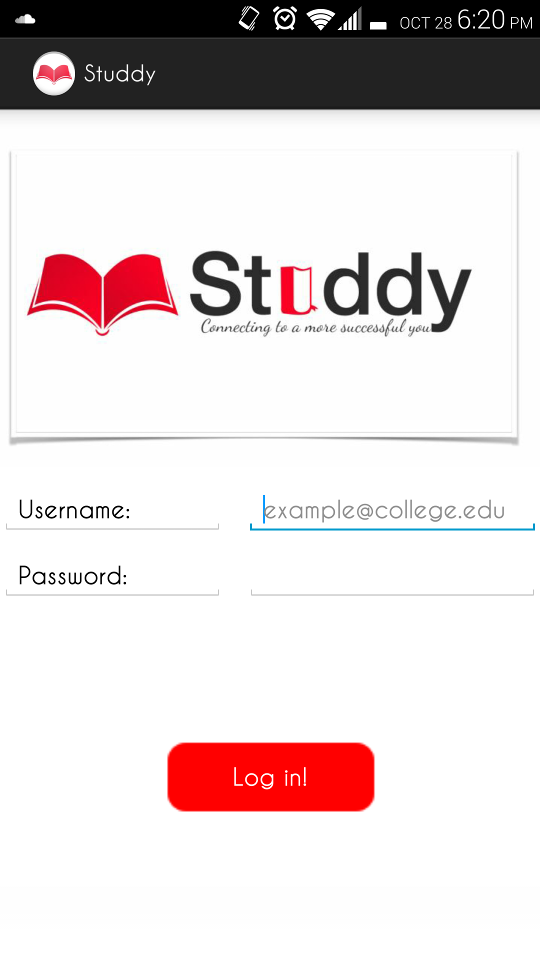 OCT 28 6:20 PM
Studdy
Studdy
Connecting to a more successful you
Username: example@college.edu
Password:
Log in!